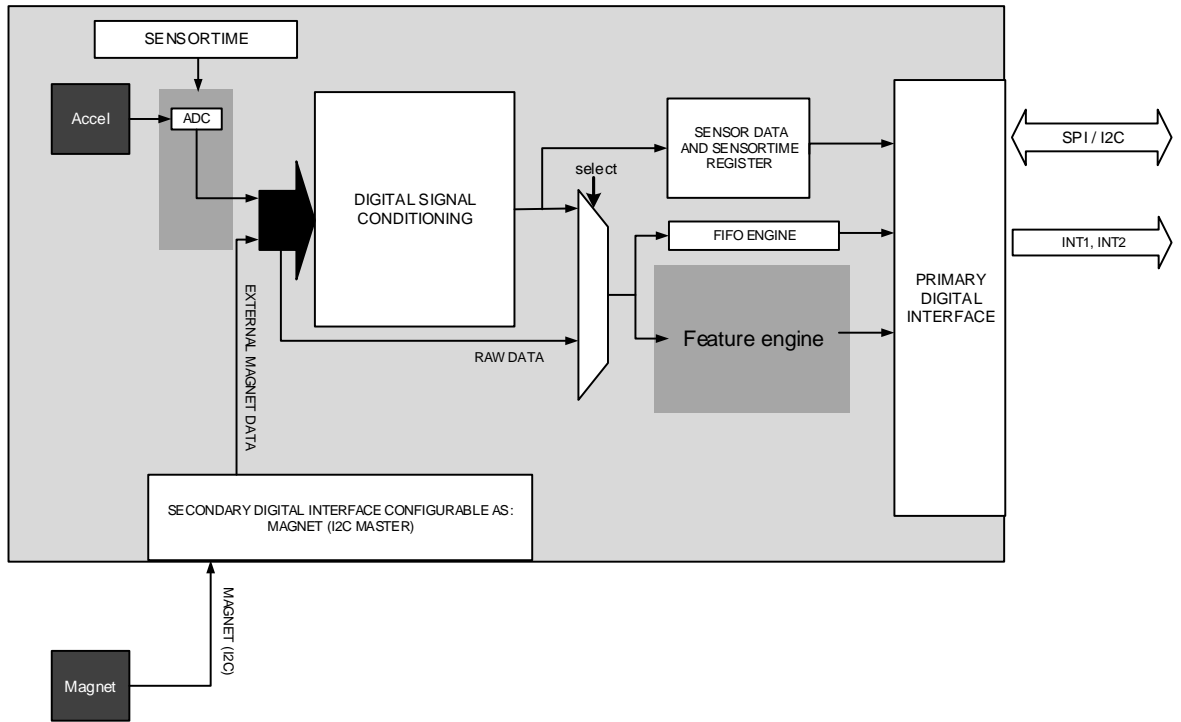 SENSORTIME
Accel
ADC
DIGITAL SIGNAL
CONDITIONING
SENSOR DATA
AND SENSORTIME
REGISTER
select
FIFO ENGINE
Feature engine
PRIMARY
DIGITAL
INTERFACE
SPI / I2C
INT1, INT2
RAW DATA
EXTERNAL MAGNET DATA
SECONDARY DIGITAL INTERFACE CONFIGURABLE AS:
MAGNET (I2C MASTER)
MAGNET (I2C)
Magnet